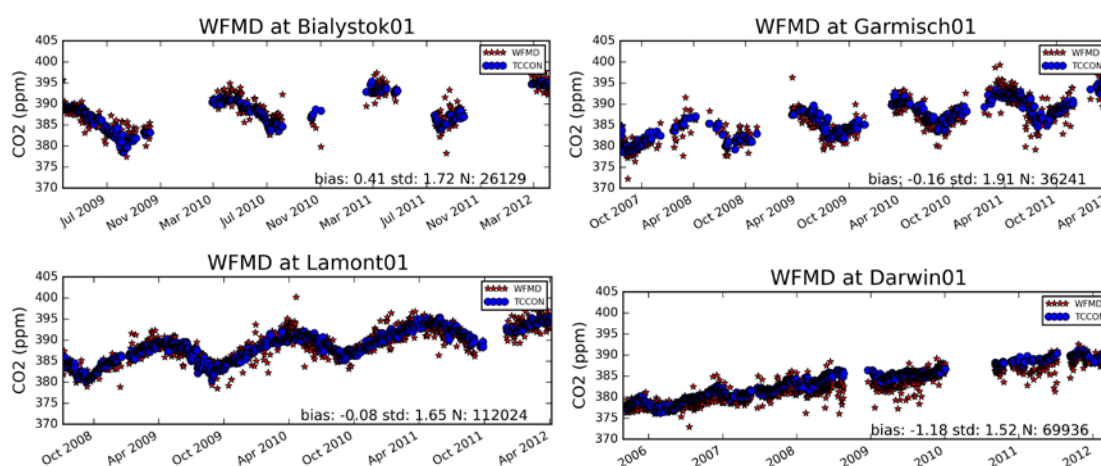 WFMD at Bialystok01
405
400
395
390
385
380
375
370
CO2 (ppm)
WFMD
TCCON
bias: 0.41 std: 1.72 N: 26129
Jul 2009
Nov 2009
Mar 2010
Jul 2010
Nov 2010
Mar 2011
Jul 2011
Nov 2011
Mar 2012
WFMD at Garmisch01
405
400
395
390
385
380
375
370
CO2 (ppm)
WFMD
TCCON
bias: -0.16 std: 1.91 N: 36241
Oct 2007
Apr 2008
Oct 2008
Apr 2009
Oct 2009
Apr 2010
Oct 2010
Apr 2011
Oct 2011
WFMD at Lamont01
405
400
395
390
385
380
375
370
CO2 (ppm)
WFMD
TCCON
bias: -0.08 std: 1.65 N: 112024
Oct 2008
Apr 2009
Oct 2009
Apr 2010
Oct 2010
Apr 2011
Oct 2011
Apr 2012
WFMD at Darwin01
405
400
395
390
385
380
375
370
CO2 (ppm)
WFMD
TCCON
bias: -1.18 std: 1.52 N: 69936
2006
2007
2008
2009
2010
2011
2012